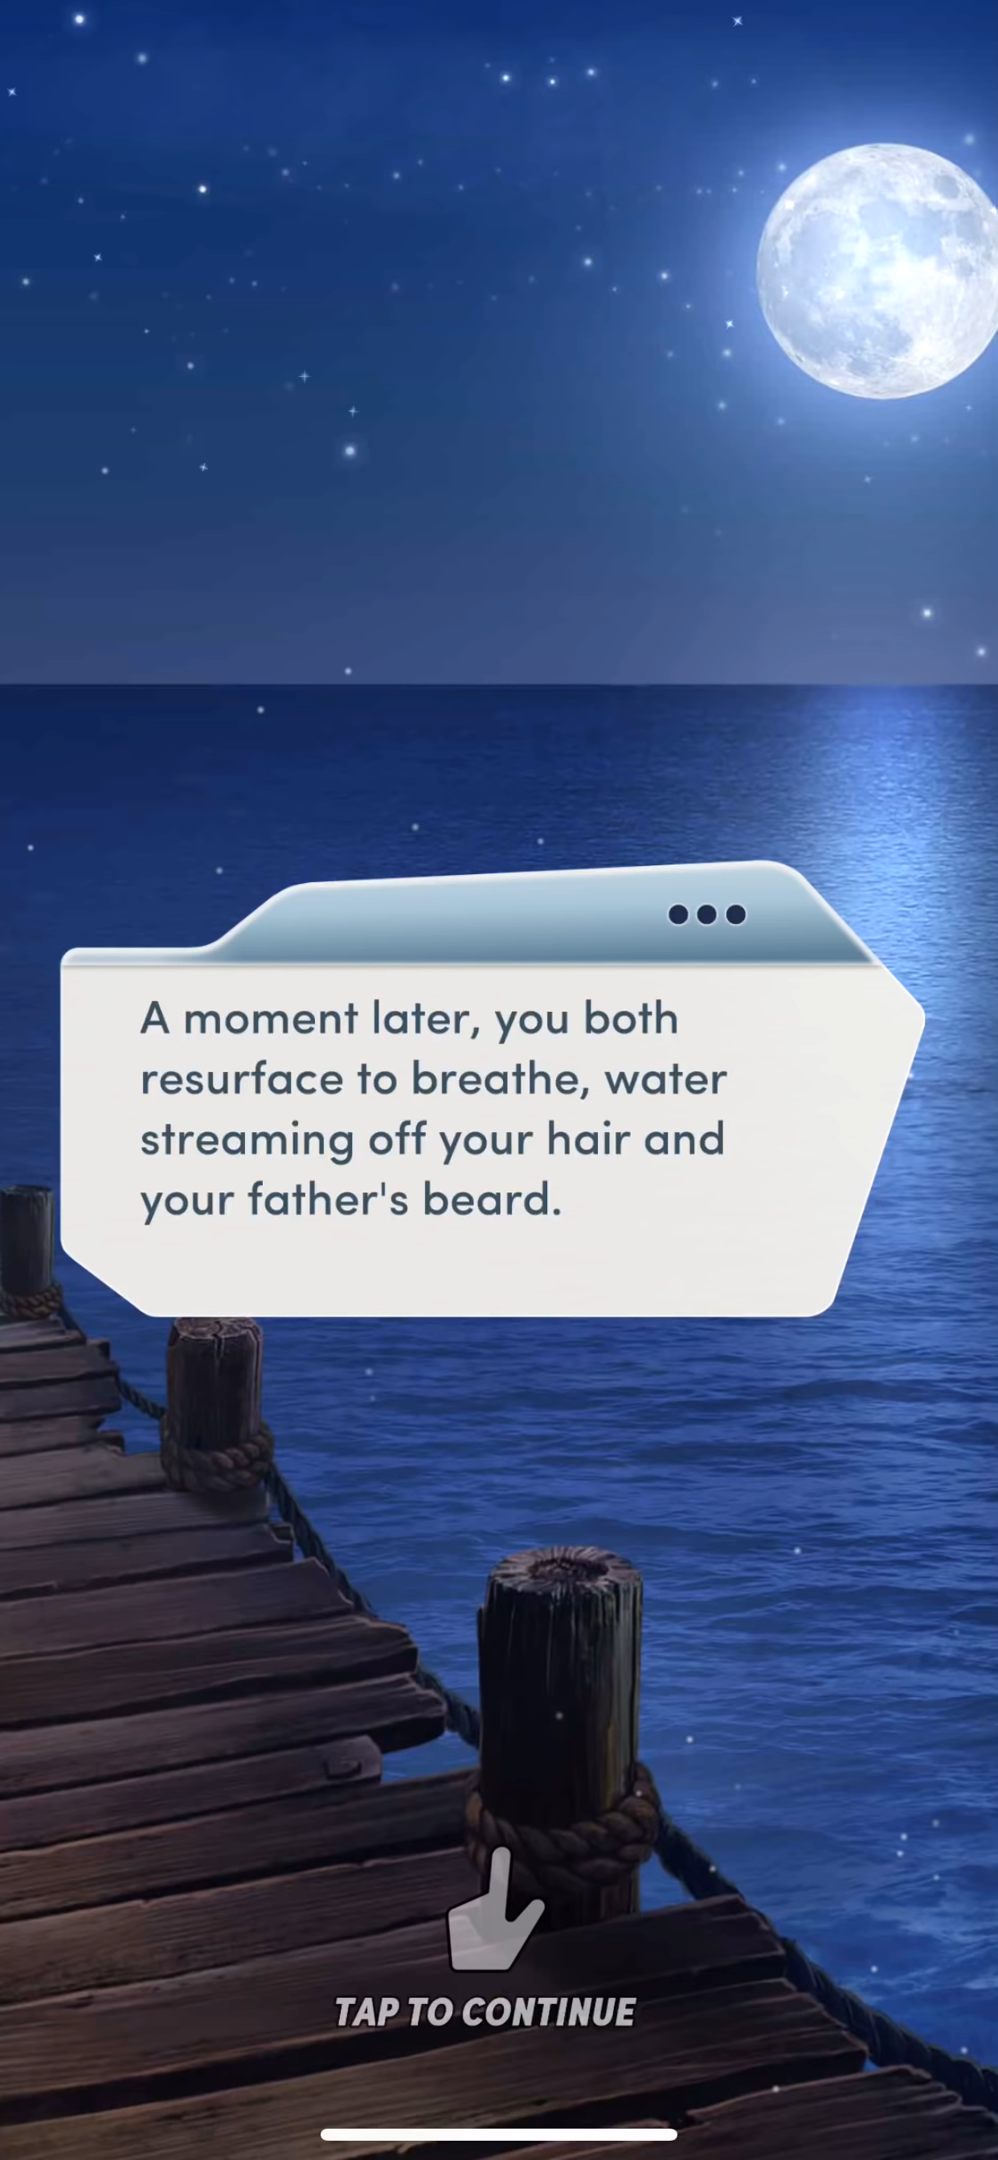 A moment later, you both
resurface to breathe, water
streaming off your hair and
your father's beard.
TAP TO CONTINUE